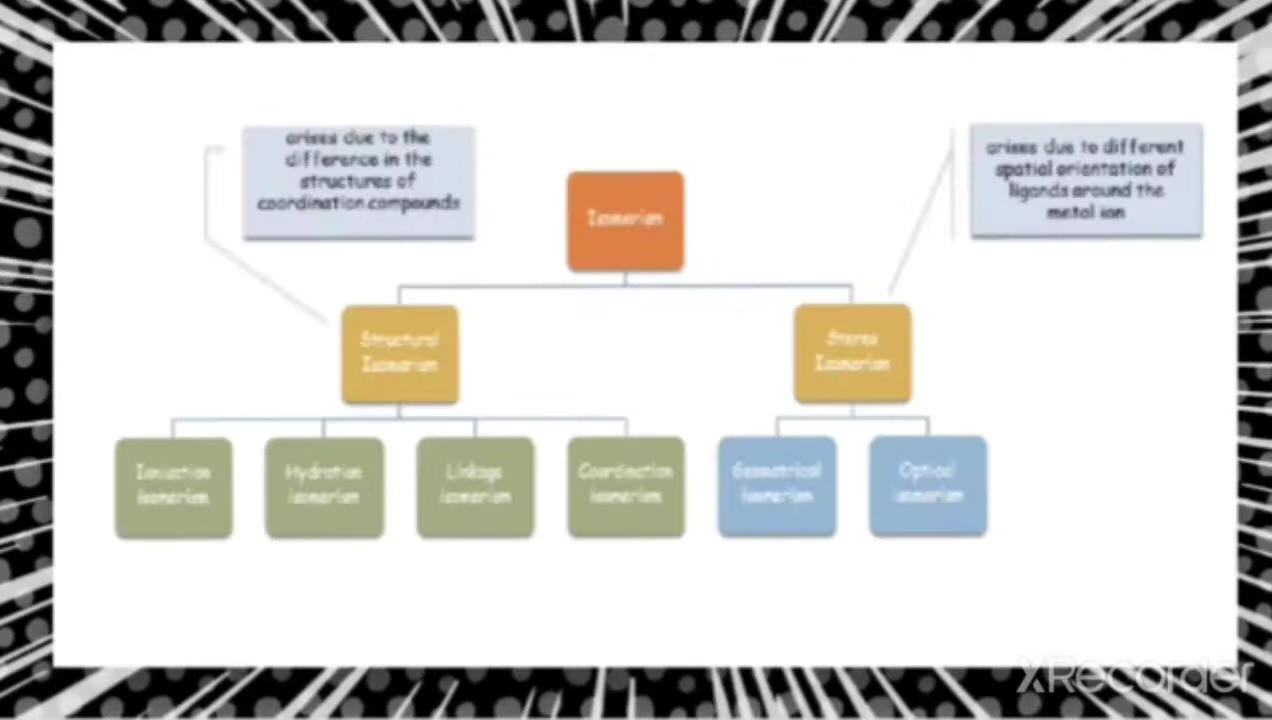 arises due to the
difference in the
structures of
coordination compounds
arises due to different
spatial orientation of
ligands around the
metal ion
Isomerism
Structural
Isomerism
Stereo
Isomerism
Ionisation
isomerism
Hydration
isomerism
Linkage
isomerism
Coordination
isomerism
Geometrical
isomerism
Optical
isomerism
XRecorder